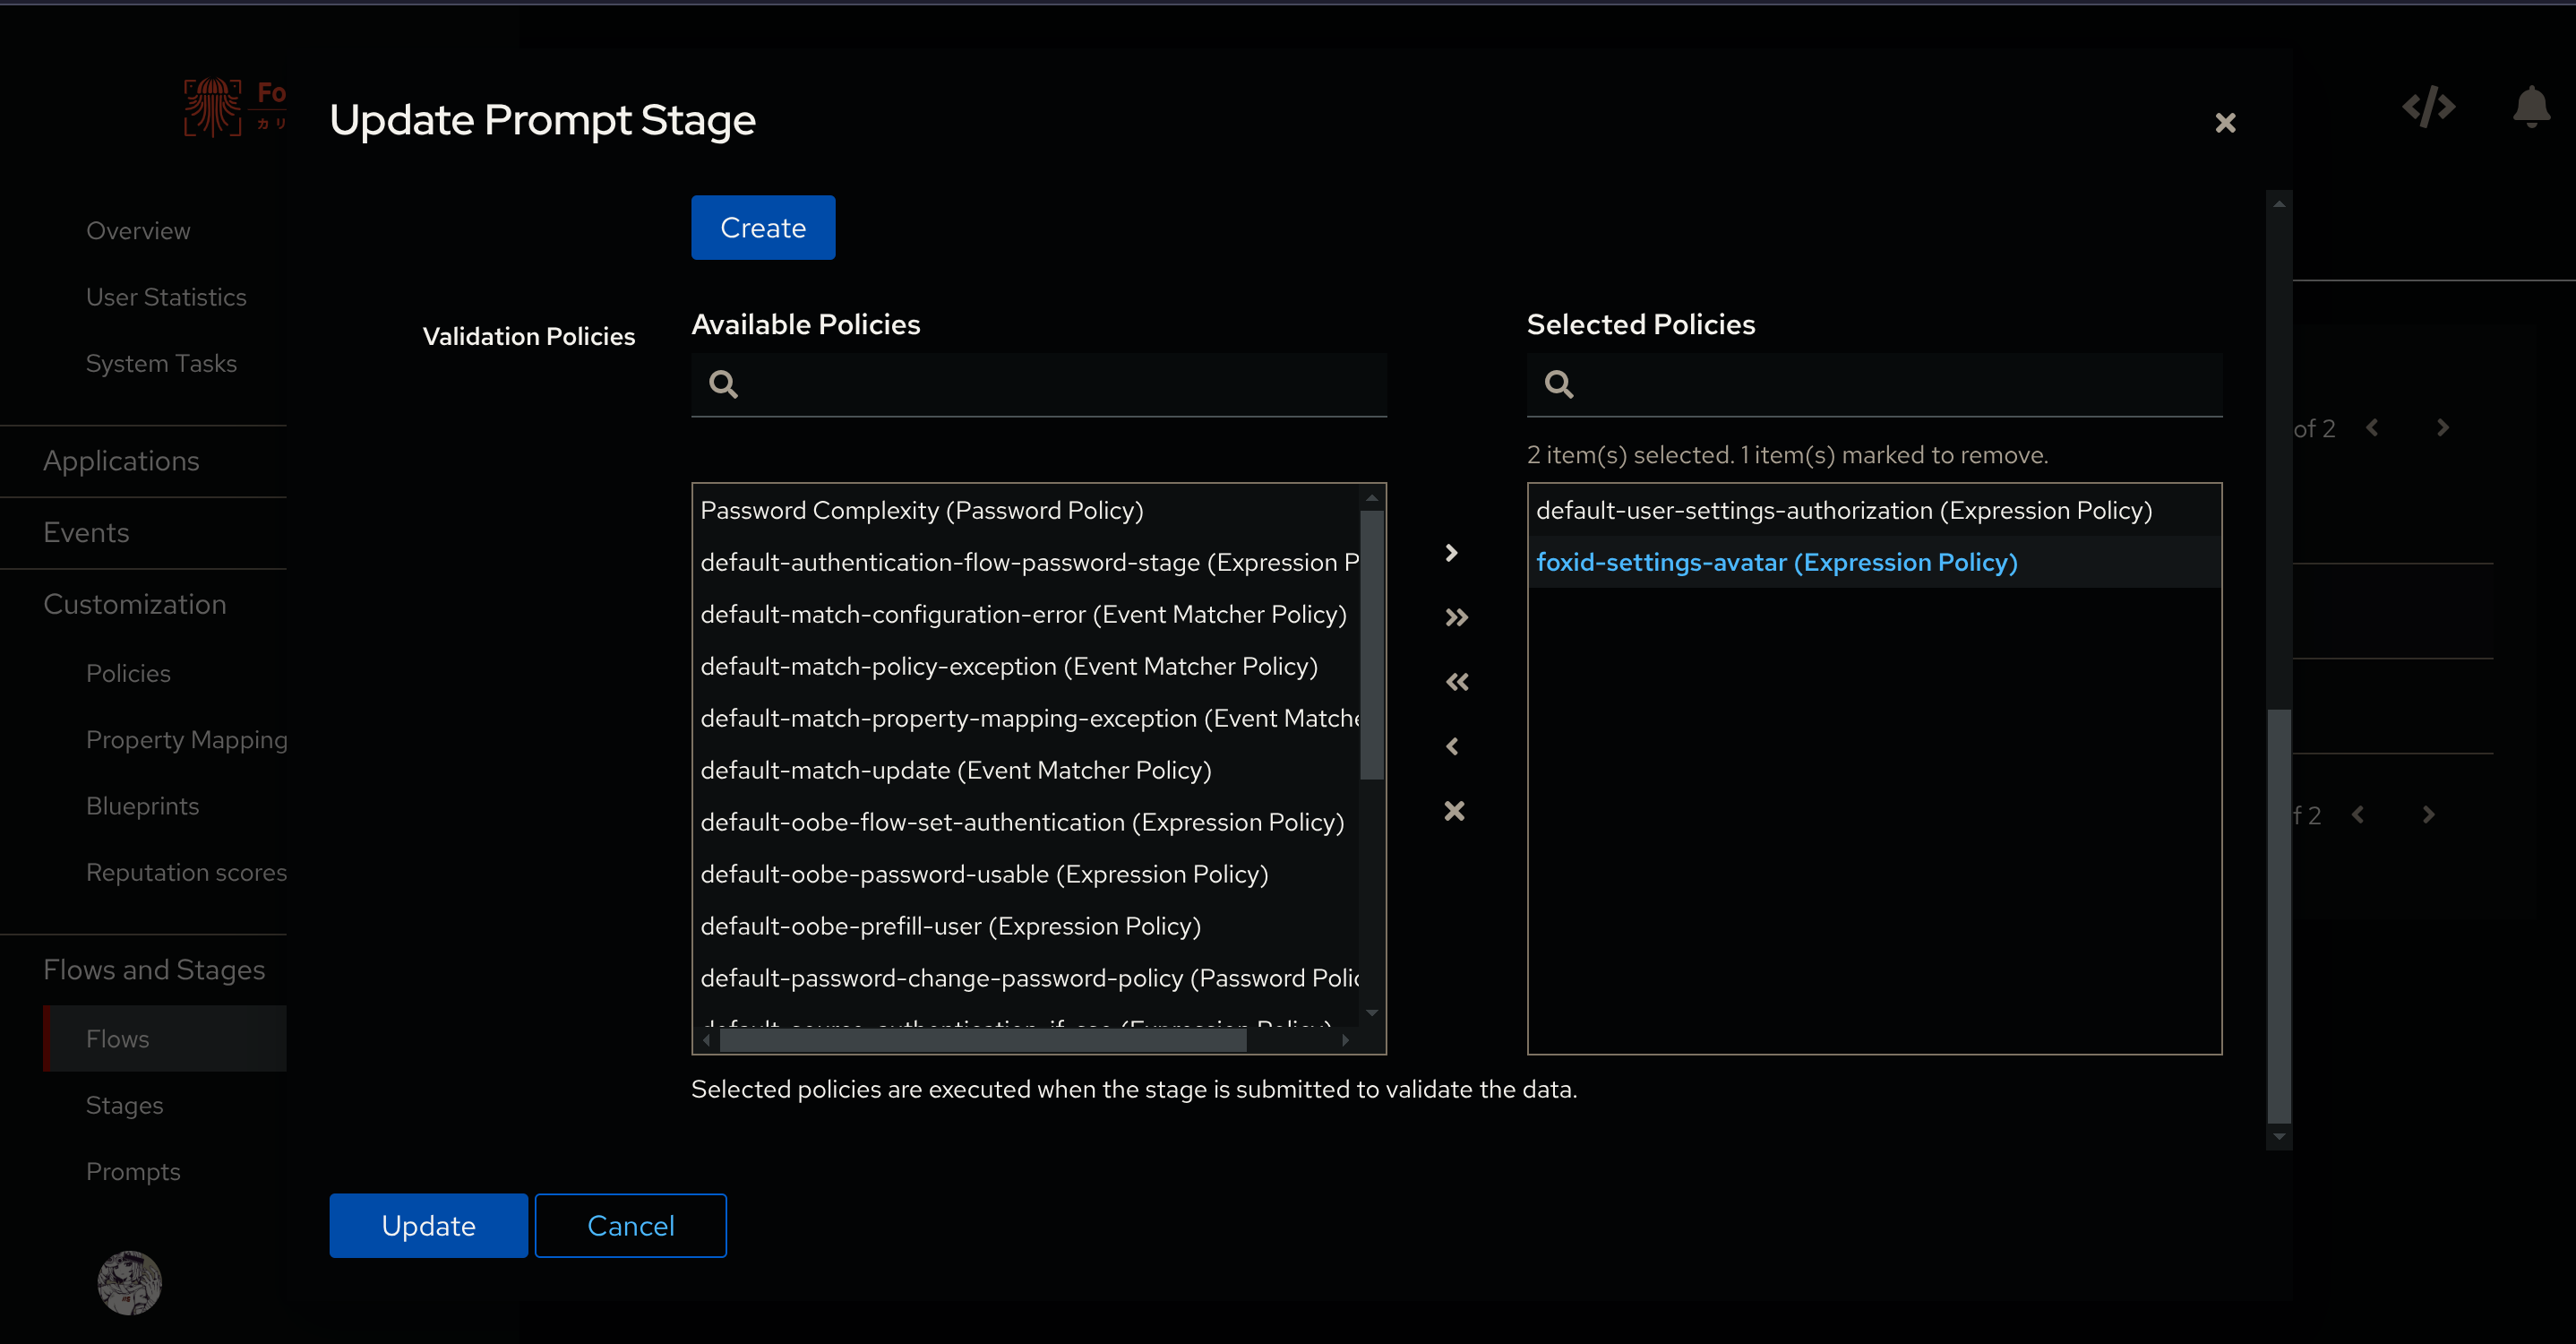 Fo
カリ
Overview
User Statistics
System Tasks
Applications
Events
Customization
Policies
Property Mapping
Blueprints
Reputation scores
Flows and Stages
Flows
Stages
Prompts
Update Prompt Stage
Create
Validation Policies
Available Policies
Password Complexity (Password Policy)
default-authentication-flow-password-stage (Expression P
default-match-configuration-error (Event Matcher Policy)
default-match-policy-exception (Event Matcher Policy)
default-match-property-mapping-exception (Event Matche
default-match-update (Event Matcher Policy)
default-oobe-flow-set-authentication (Expression Policy)
default-oobe-password-usable (Expression Policy)
default-oobe-prefill-user (Expression Policy)
default-password-change-password-policy (Password Polic
default-source-authentication-if-sso (Expression Policy)
Selected Policies
2 item(s) selected. 1 item(s) marked to remove.
default-user-settings-authorization (Expression Policy)
foxid-settings-avatar (Expression Policy)
Selected policies are executed when the stage is submitted to validate the data.
Update
Cancel
of 2
f 2